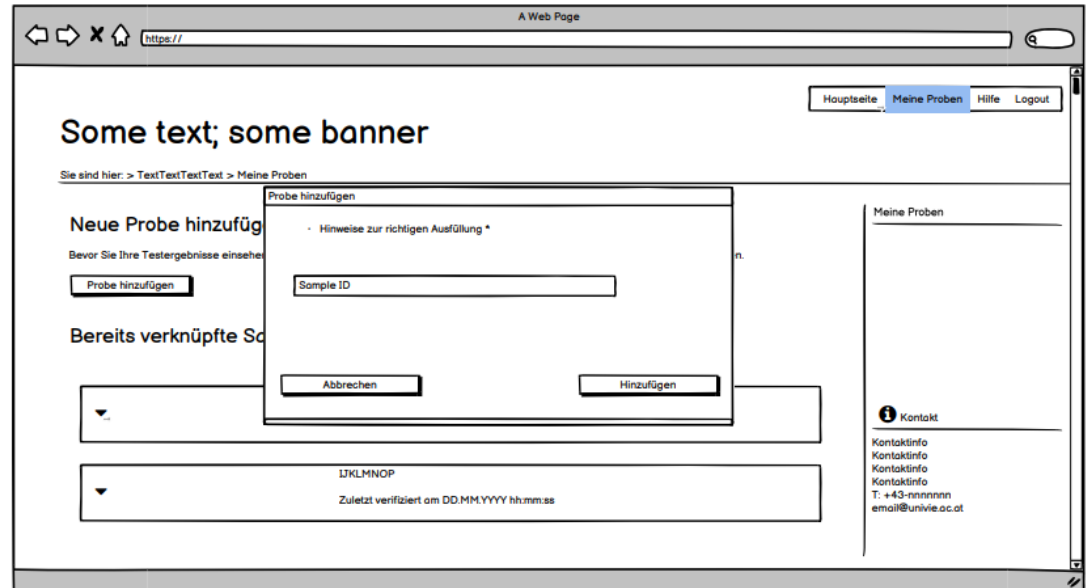 A Web Page
https://
Hauptseite Meine Proben Hilfe Logout
Some text; some banner
Sie sind hier: > TextTextTextText > Meine Proben
Probe hinzufügen
Hinweise zur richtigen Ausfüllung *
Sample ID
Abbrechen Hinzufügen
Neue Probe hinzufüg
Bevor Sie Ihre Testergebnisse einsehe n.
Probe hinzufügen
Bereits verknüpfte Sa
IJKLMNOP
Zuletzt verifiziert am DD.MM.YYYY hh:mm:ss
Meine Proben
Kontakt
Kontaktinfo
Kontaktinfo
Kontaktinfo
Kontaktinfo
T: +43-nnnnnnn
email@univie.ac.at